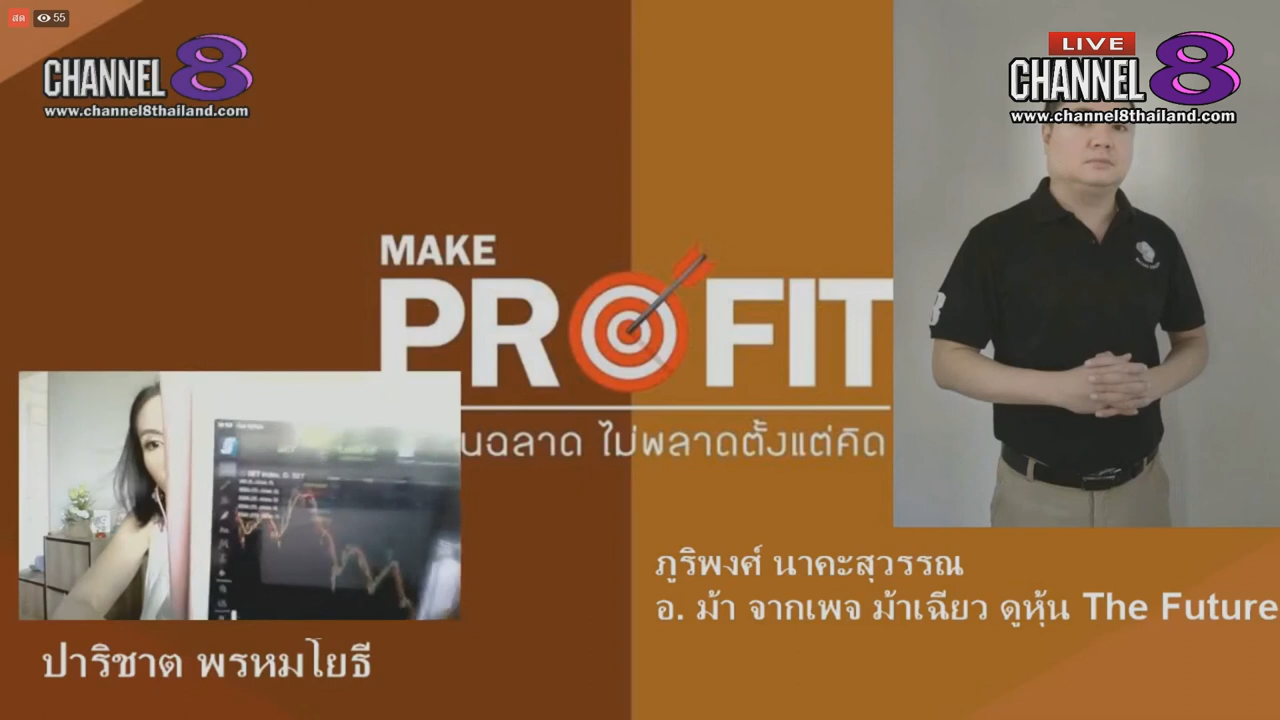 สด 55
CHANNEL 8
www.channel8thailand.com
LIVE
CHANNEL 8
www.channel8thailand.com
MAKE
PROFIT
นฉลาด ไม่พลาดตั้งแต่คิด
ภูริพงศ์ นาคะสุวรรณ
อ. ม้า จากเพจ ม้าเฉียว ดูหุ้น The Future
ปาริชาต พรหมโยธี